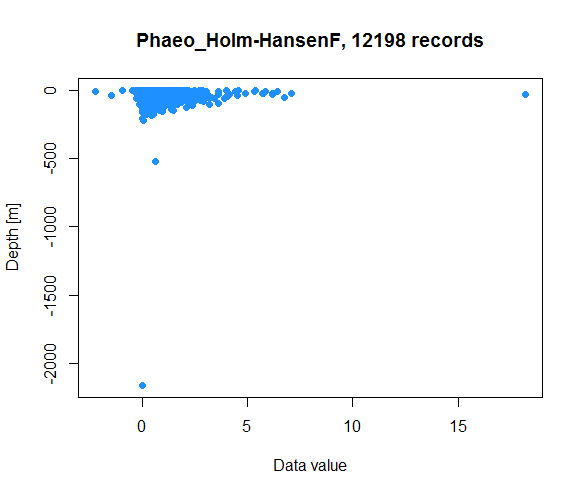 Phaeo_Holm-HansenF, 12198 records
Depth [m]
0
-500
-1000
-1500
-2000
0 5 10 15
Data value